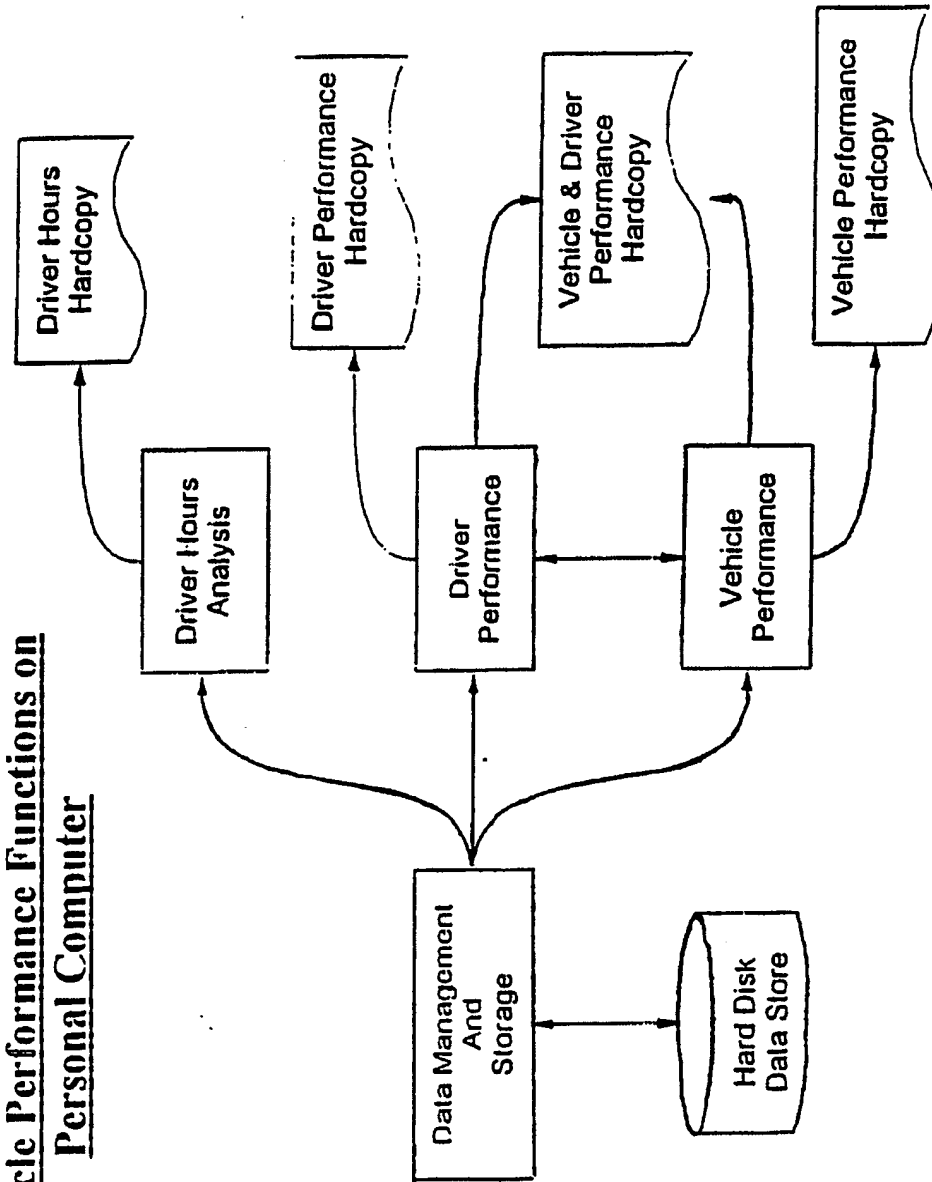 Performance Functions on
Personal Computer
Driver Hours
Hardcopy
Driver Hours
Analysis
Driver Performance
Hardcopy
Driver
Performance
Data Management
And
Storage
Vehicle & Driver
Performance
Hardcopy
Hard Disk
Data Store
Vehicle
Performance
Vehicle Performance
Hardcopy